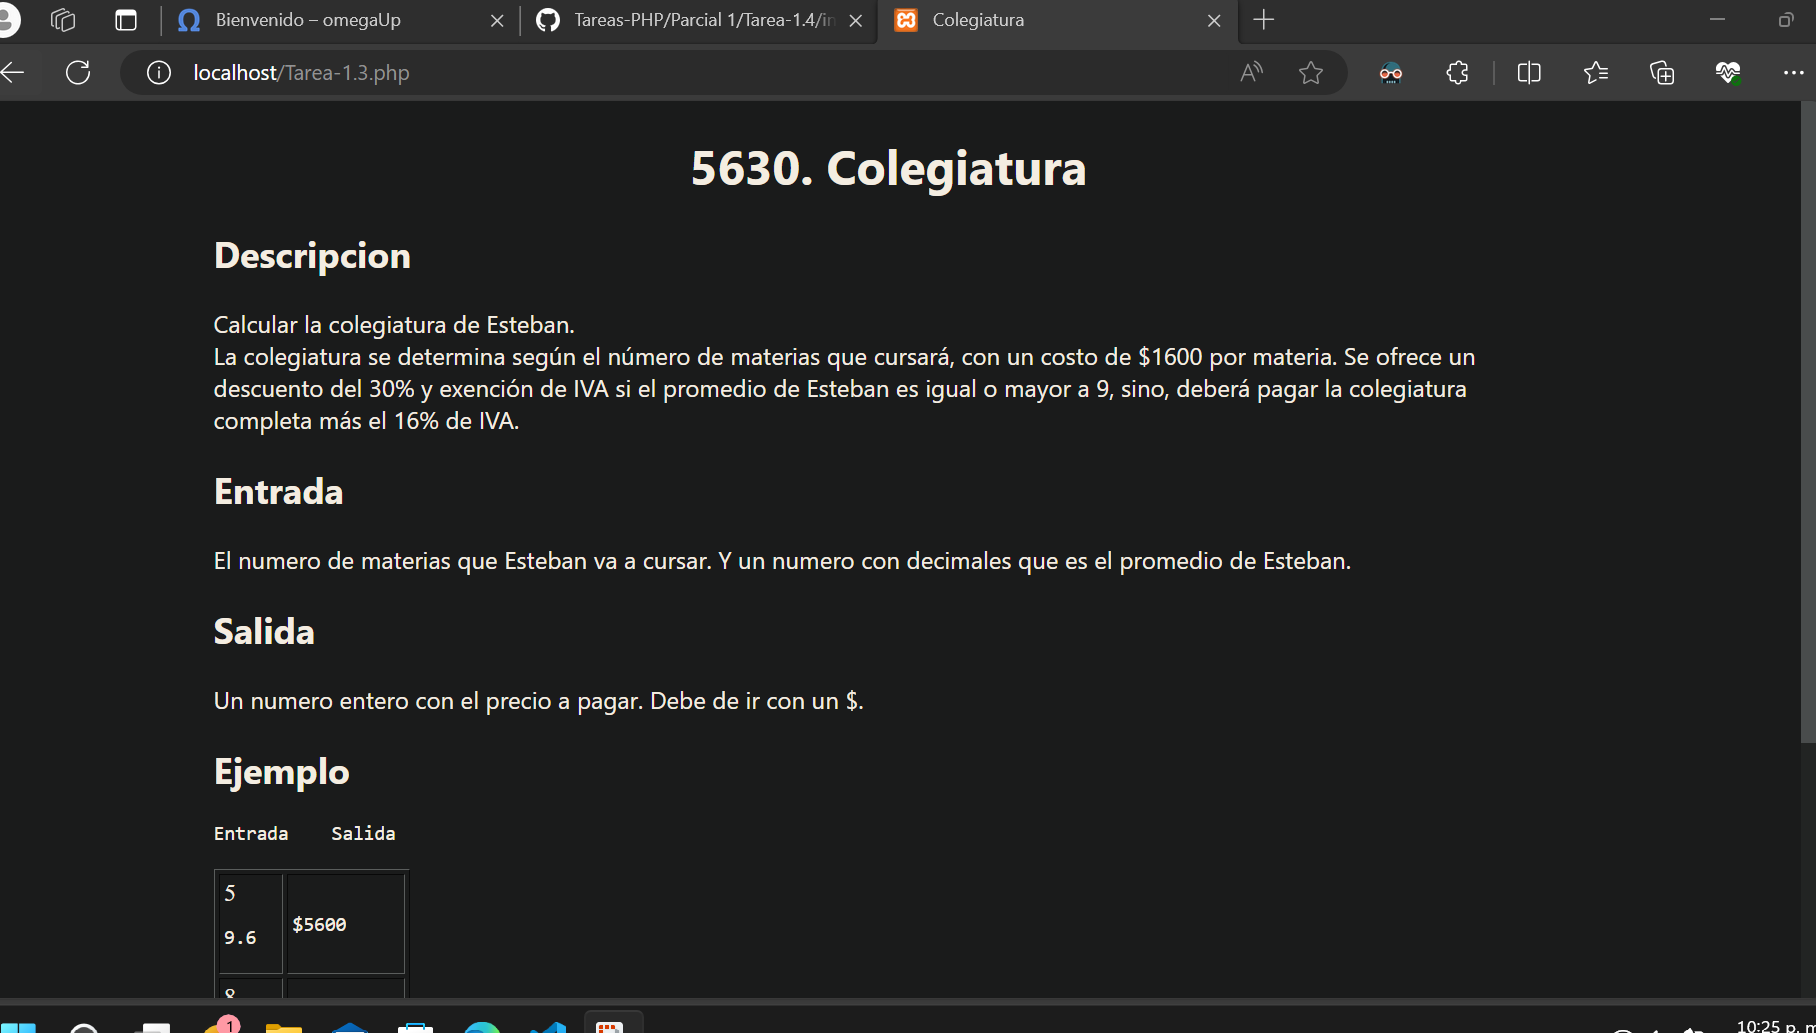 Bienvenido – omegaUp
Tareas-PHP/Parcial 1/Tarea-1.4/in
Colegiatura
localhost/Tarea-1.3.php
5630. Colegiatura
Descripcion
Calcular la colegiatura de Esteban.
La colegiatura se determina según el número de materias que cursará, con un costo de $1600 por materia. Se ofrece un
descuento del 30% y exención de IVA si el promedio de Esteban es igual o mayor a 9, sino, deberá pagar la colegiatura
completa más el 16% de IVA.
Entrada
El numero de materias que Esteban va a cursar. Y un numero con decimales que es el promedio de Esteban.
Salida
Un numero entero con el precio a pagar. Debe de ir con un $.
Ejemplo
Entrada Salida
5
$5600
9.6
8
1
10:25 p. m